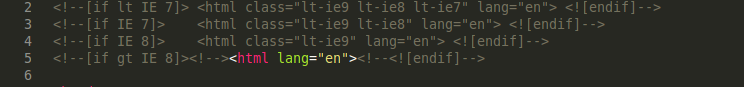 2 <!--[if lt IE 7]> <html class="lt-ie9 lt-ie8 lt-ie7" lang="en"> <![endif]-->
3 <!--[if IE 7]>    <html class="lt-ie9 lt-ie8" lang="en"> <![endif]-->
4 <!--[if IE 8]>    <html class="lt-ie9" lang="en"> <![endif]-->
5 <!--[if gt IE 8]><!--><html lang="en"><!--<![endif]-->
6